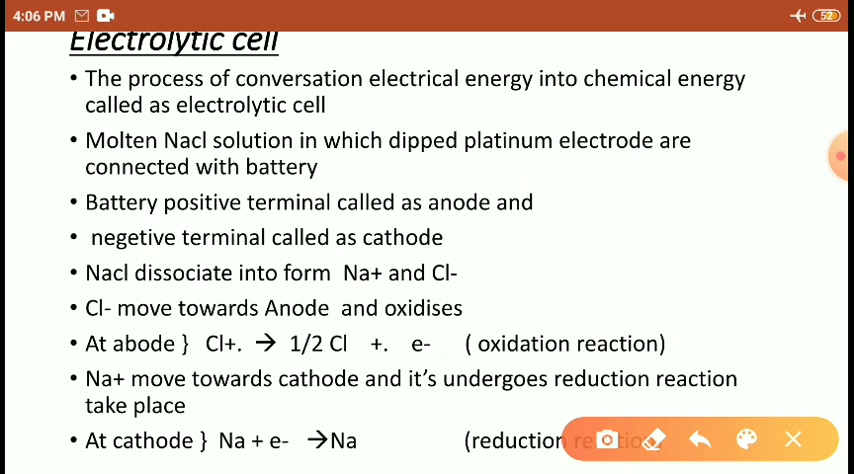 4:06 PM
52
Electrolytic cell
• The process of conversation electrical energy into chemical energy
called as electrolytic cell
• Molten Nacl solution in which dipped platinum electrode are
connected with battery
• Battery positive terminal called as anode and
• negetive terminal called as cathode
• Nacl dissociate into form Na+ and Cl-
• Cl- move towards Anode and oxidises
• At abode } Cl+. → 1/2 Cl +. e- ( oxidation reaction)
• Na+ move towards cathode and it's undergoes reduction reaction
take place
• At cathode } Na + e- →Na (reduction reaction)